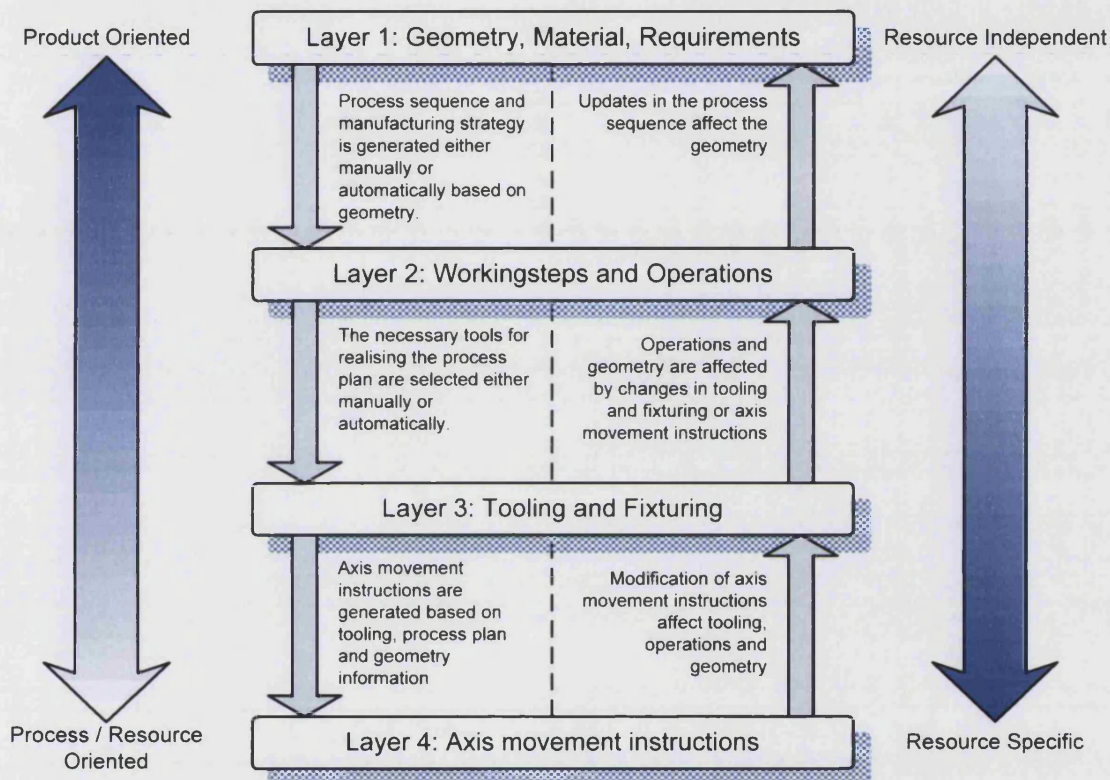 Product Oriented
Layer 1: Geometry, Material, Requirements
Resource Independent
Process sequence and
manufacturing strategy
is generated either
manually or
automatically based on
geometry.
Updates in the process
sequence affect the
geometry
Layer 2: Workingsteps and Operations
The necessary tools for
realising the process
plan are selected either
manually or
automatically.
Operations and
geometry are affected
by changes in tooling
and fixturing or axis
movement instructions
Layer 3: Tooling and Fixturing
Axis movement
instructions are
generated based on
tooling, process plan
and geometry
information
Modification of axis
movement instructions
affect tooling,
operations and
geometry
Process / Resource
Oriented
Layer 4: Axis movement instructions
Resource Specific